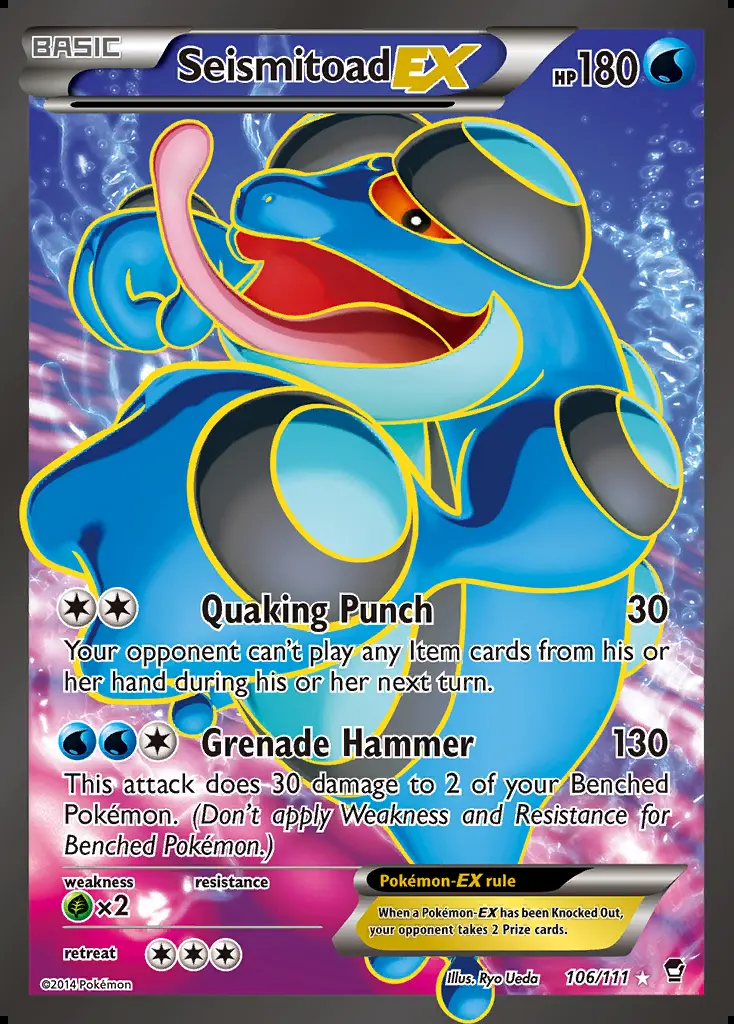 BASIC
Seismitoad EX
HP 180
Quaking Punch 30
Your opponent can't play any Item cards from his or
her hand during his or her next turn.
Grenade Hammer 130
This attack does 30 damage to 2 of your Benched
Pokémon. (Don't apply Weakness and Resistance for
Benched Pokémon.)
weakness resistance
×2
Pokémon-EX rule
When a Pokémon-EX has been Knocked Out,
your opponent takes 2 Prize cards.
retreat
©2014 Pokémon
Illus. Ryo Ueda 106/111